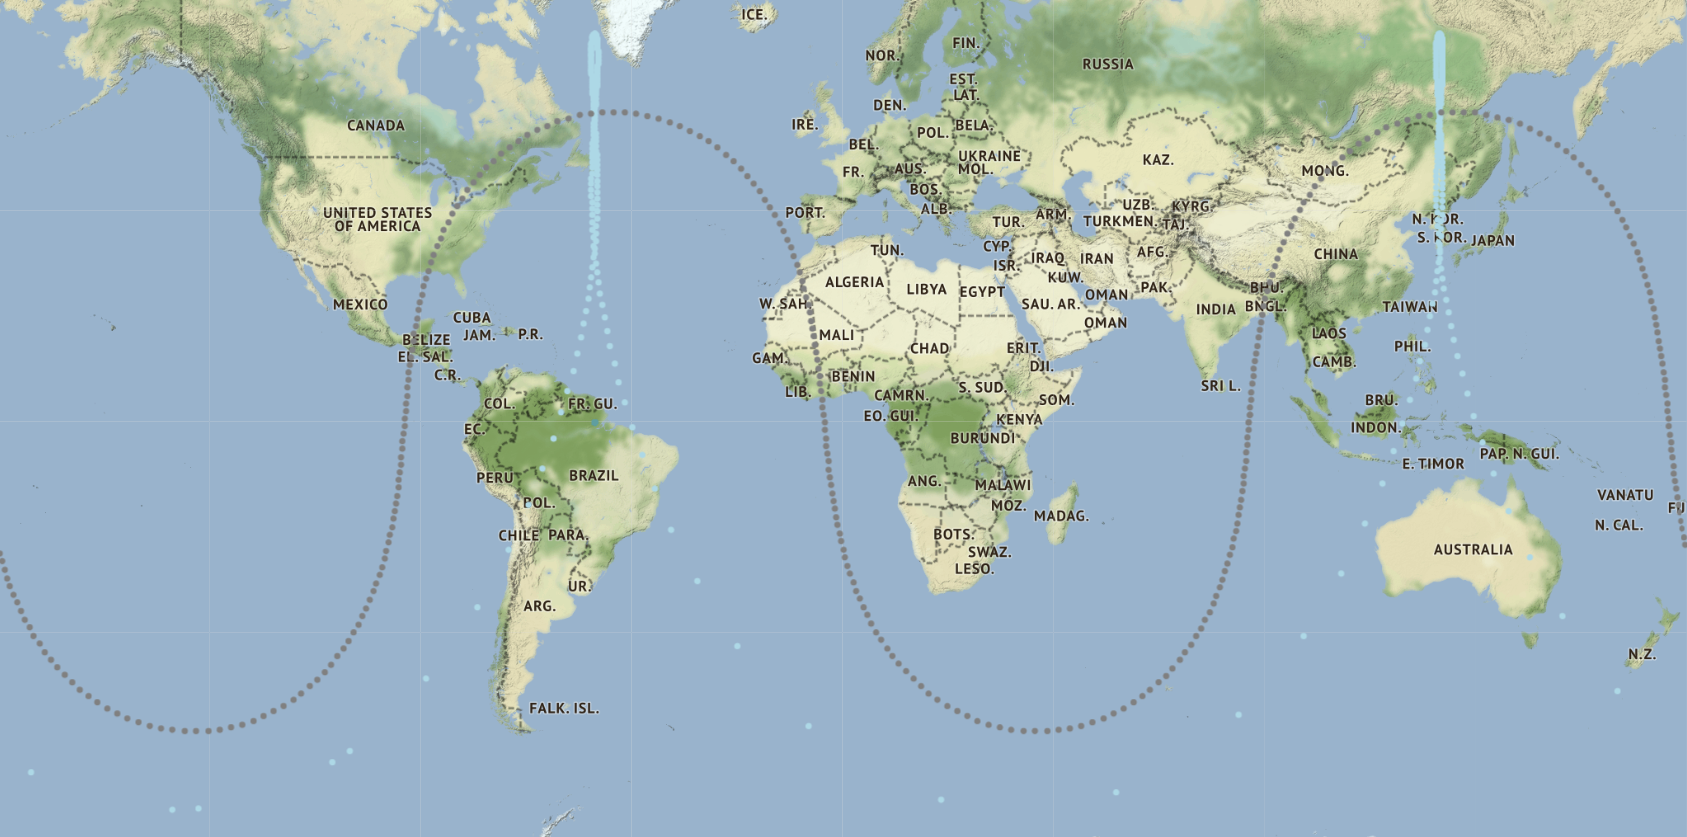 ICE.
NOR.
FIN.
RUSSIA
EST.
LAT.
DEN.
IRE.
CANADA
POL.
BELA.
BEL.
UKRAINE
MOL.
KAZ.
FR.
AUS.
MONG.
BOS.
ALB.
PORT.
UNITED STATES
OF AMERICA
TUR.
ARM.
UZB.
KYRG.
TURKMEN.
TAJ.
N. KOR.
S. KOR.
JAPAN
TUN.
CYP.
ISR.
IRAQ
IRAN
AFG.
CHINA
KUW.
ALGERIA
LIBYA
EGYPT
SAU. AR.
OMAN
PAK.
BHU.
MEXICO
W. SAH.
INDIA
BNGL.
TAIWAN
CUBA
JAM.
P.R.
OMAN
BELIZE
EL. SAL.
C.R.
MALI
CHAD
ERIT.
DJI.
LAOS
PHIL.
CAMB.
GAM.
BENIN
LIB.
CAMRN.
S. SUD.
SOM.
SRI L.
COL.
FR. GU.
EO. GUI.
KENYA
BRU.
INDON.
EC.
BURUNDI
PERU
BRAZIL
ANG.
MALAWI
E. TIMOR
PAP. N. GUI.
BOL.
MOZ.
MADAG.
VANATU
FIJ
CHILE
PARA.
BOTS.
SWAZ.
LESO.
N. CAL.
AUSTRALIA
UR.
ARG.
N.Z.
FALK. ISL.